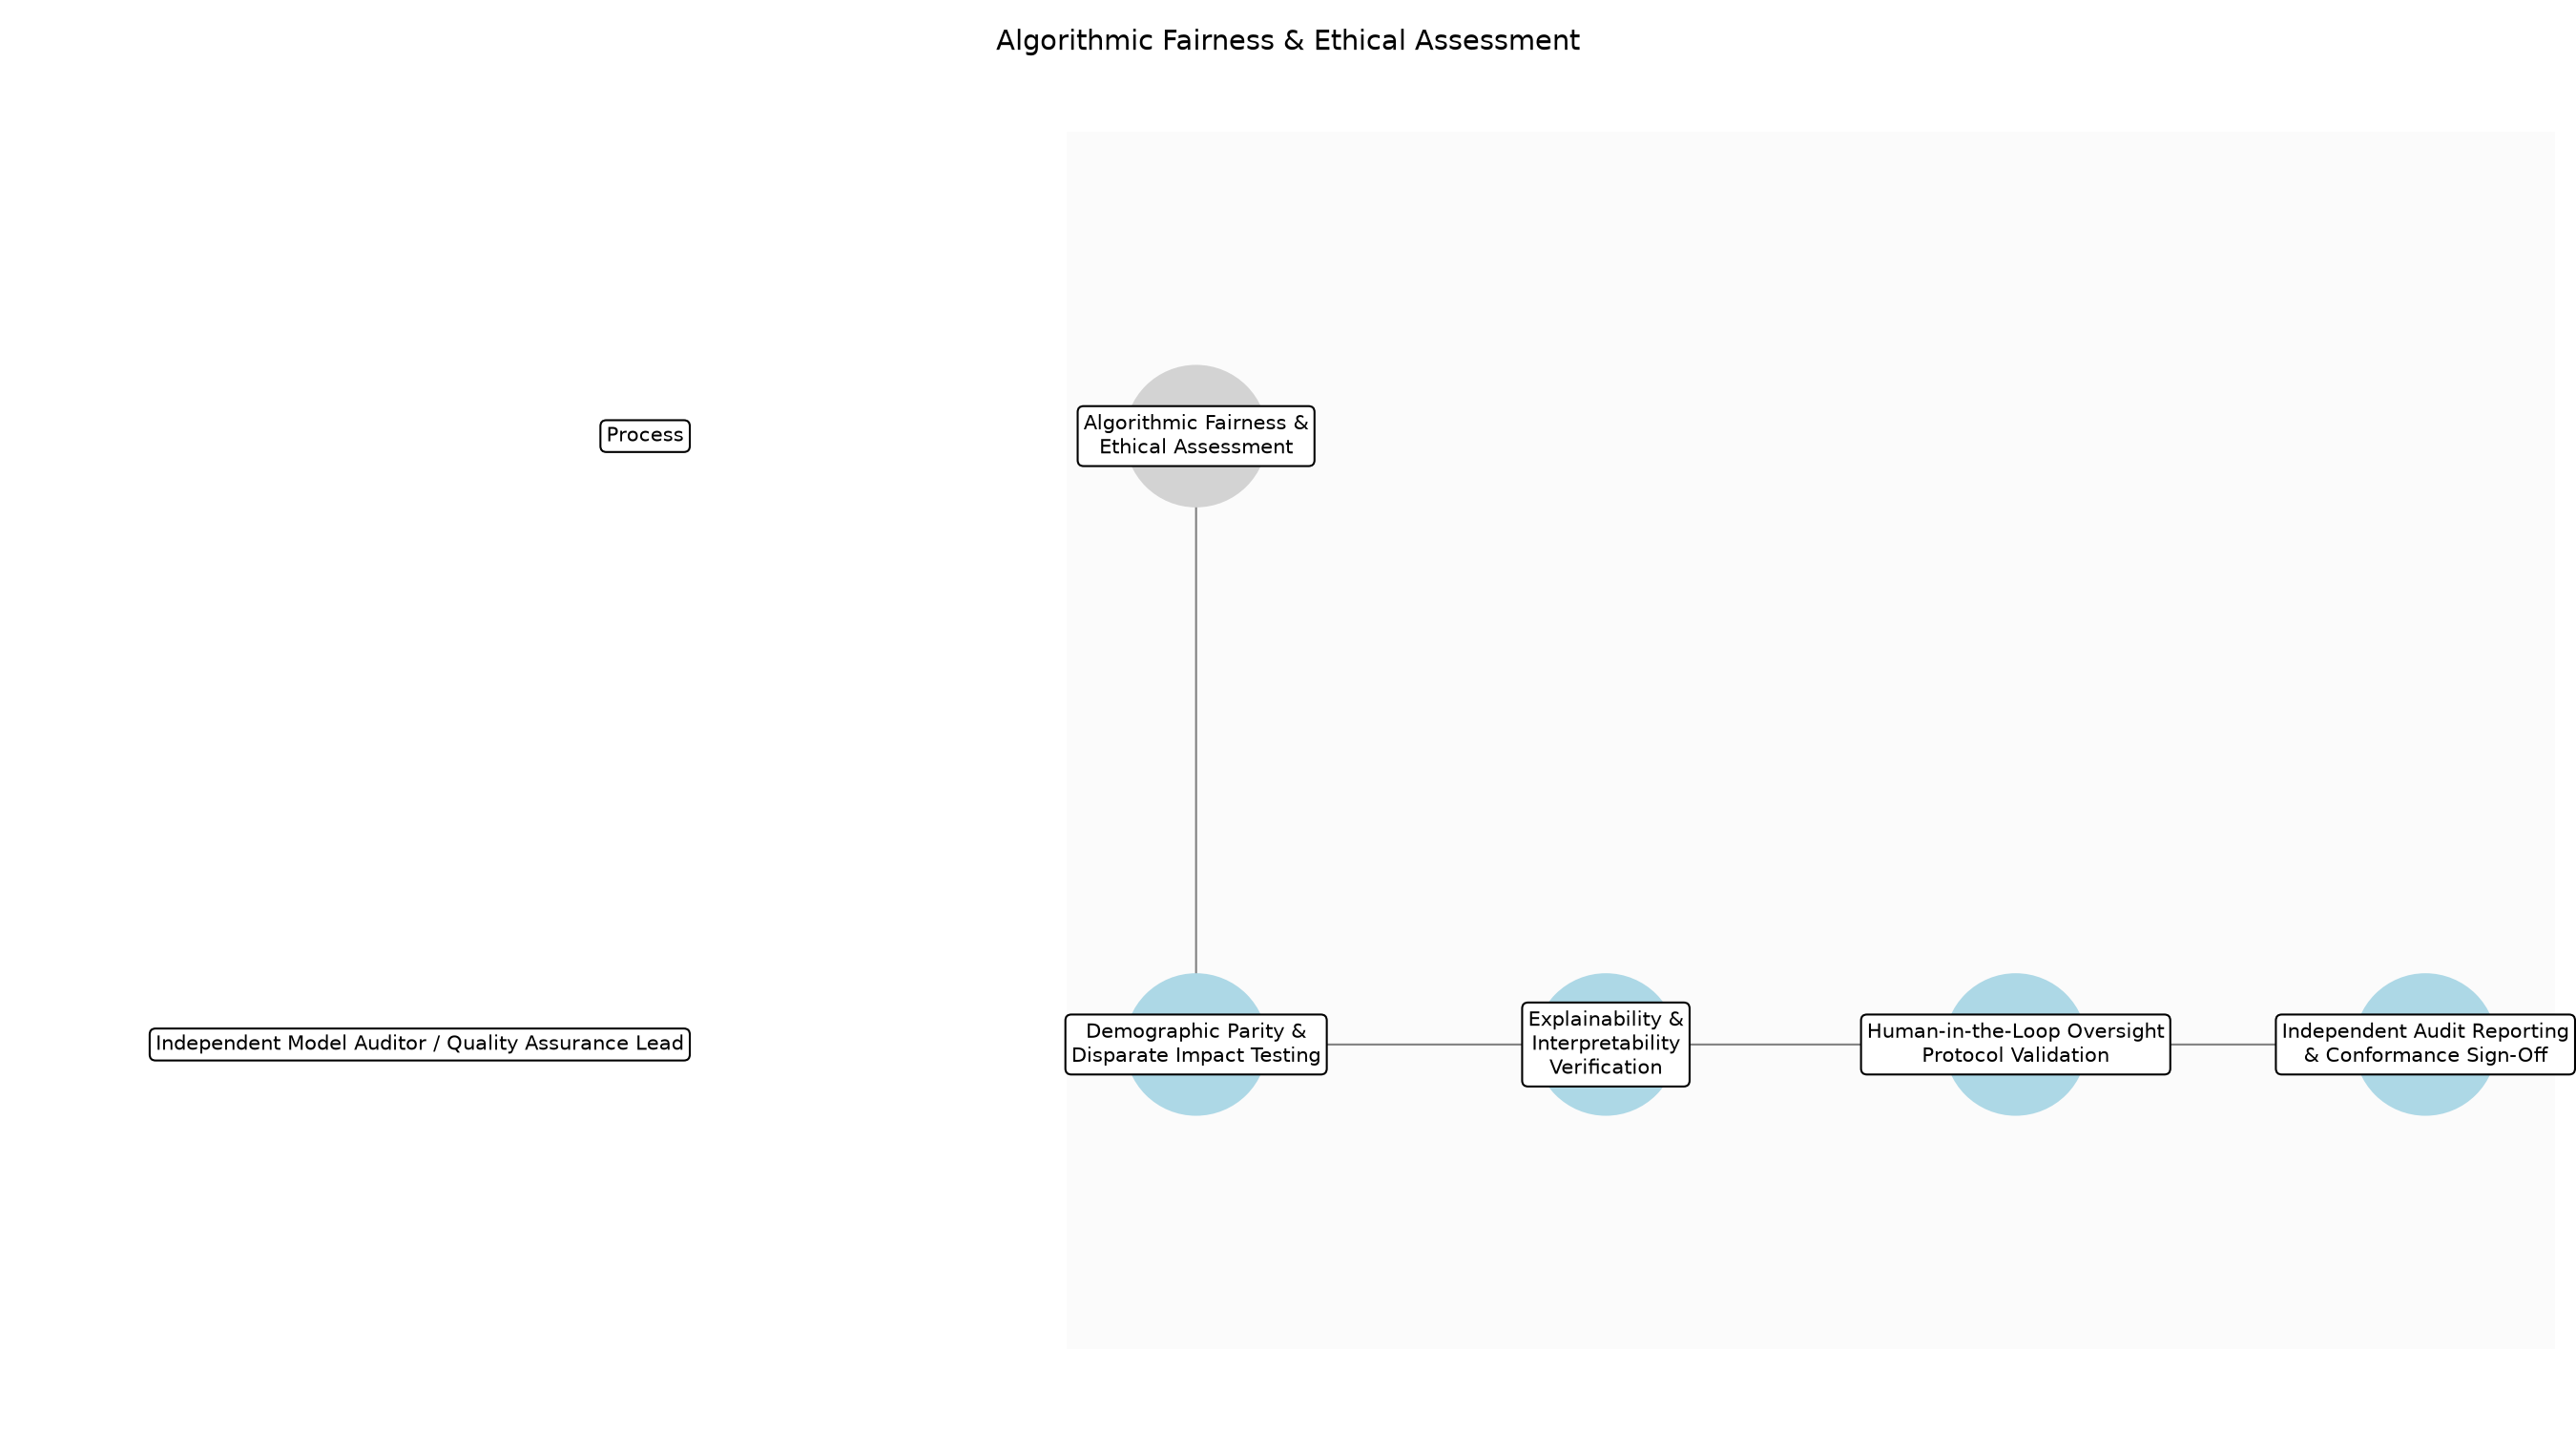 Algorithmic Fairness & Ethical Assessment
Process
Algorithmic Fairness &
Ethical Assessment
Independent Model Auditor / Quality Assurance Lead
Demographic Parity &
Disparate Impact Testing
Explainability &
Interpretability
Verification
Human-in-the-Loop Oversight
Protocol Validation
Independent Audit Reporting
& Conformance Sign-Off